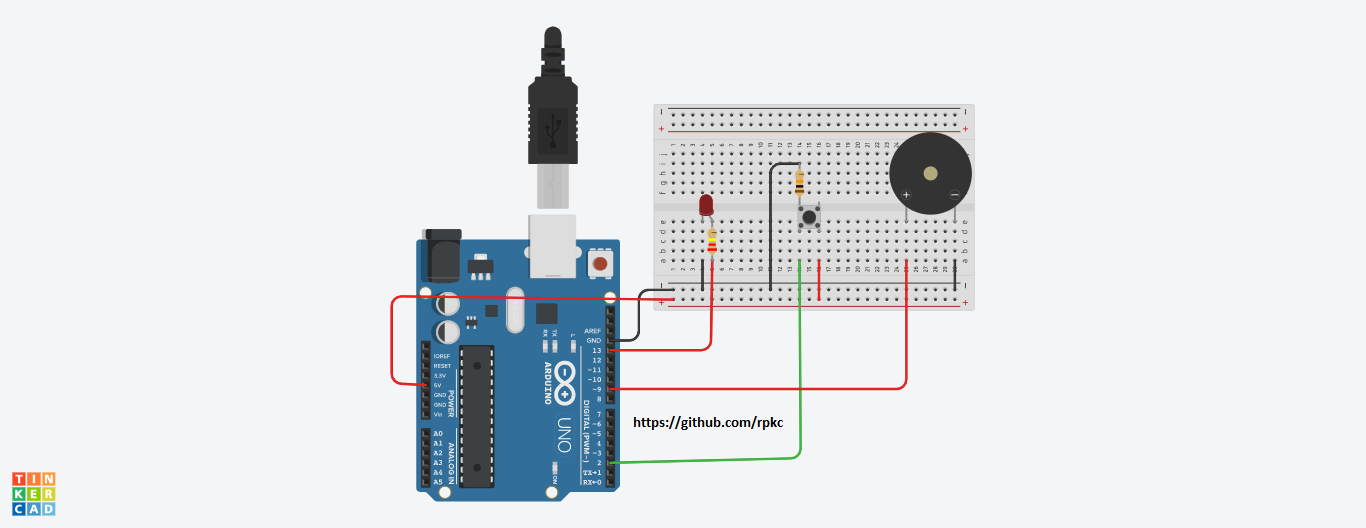 AREF
GND
13
12
~11
~10
~9
8
7
~6
~5
4
~3
2
TX→1
RX←0
IOREF
RESET
3.3V
5V
GND
GND
Vin
A0
A1
A2
A3
A4
A5
POWER
ANALOG IN
DIGITAL (PWM~)
RX
TX
L
ON
ARDUINO
UNO
https://github.com/rpkc
TIN
KER
CAD